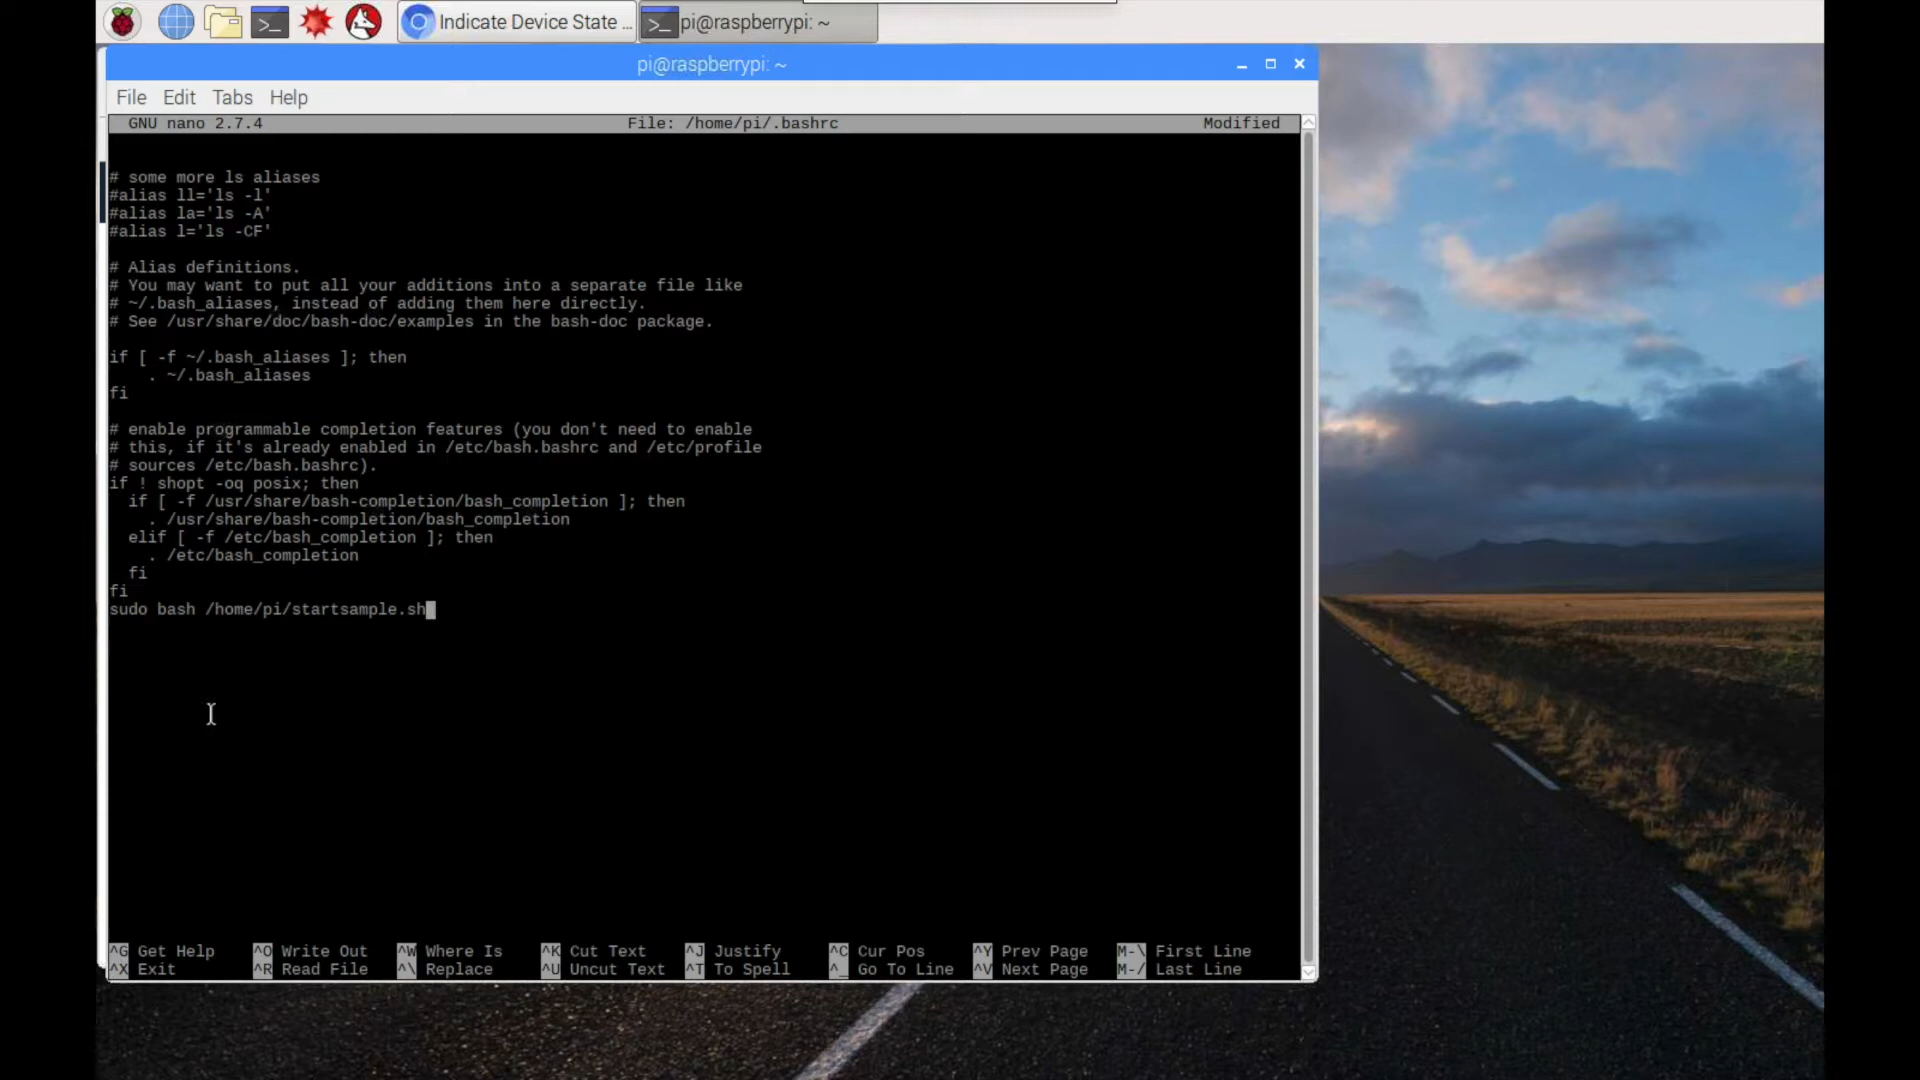 Indicate Device State ...
pi@raspberrypi: ~
pi@raspberrypi: ~
File Edit Tabs Help
GNU nano 2.7.4 File: /home/pi/.bashrc Modified
# some more ls aliases
#alias ll='ls -l'
#alias la='ls -A'
#alias l='ls -CF'
# Alias definitions.
# You may want to put all your additions into a separate file like
# ~/.bash_aliases, instead of adding them here directly.
# See /usr/share/doc/bash-doc/examples in the bash-doc package.
if [ -f ~/.bash_aliases ]; then
    . ~/.bash_aliases
fi
# enable programmable completion features (you don't need to enable
# this, if it's already enabled in /etc/bash.bashrc and /etc/profile
# sources /etc/bash.bashrc).
if ! shopt -oq posix; then
  if [ -f /usr/share/bash-completion/bash_completion ]; then
    . /usr/share/bash-completion/bash_completion
  elif [ -f /etc/bash_completion ]; then
    . /etc/bash_completion
  fi
fi
sudo bash /home/pi/startsample.sh
^G Get Help ^O Write Out ^W Where Is ^K Cut Text ^J Justify ^C Cur Pos ^Y Prev Page M-\ First Line
^X Exit ^R Read File ^\ Replace ^U Uncut Text ^T To Spell ^_ Go To Line ^V Next Page M-/ Last Line